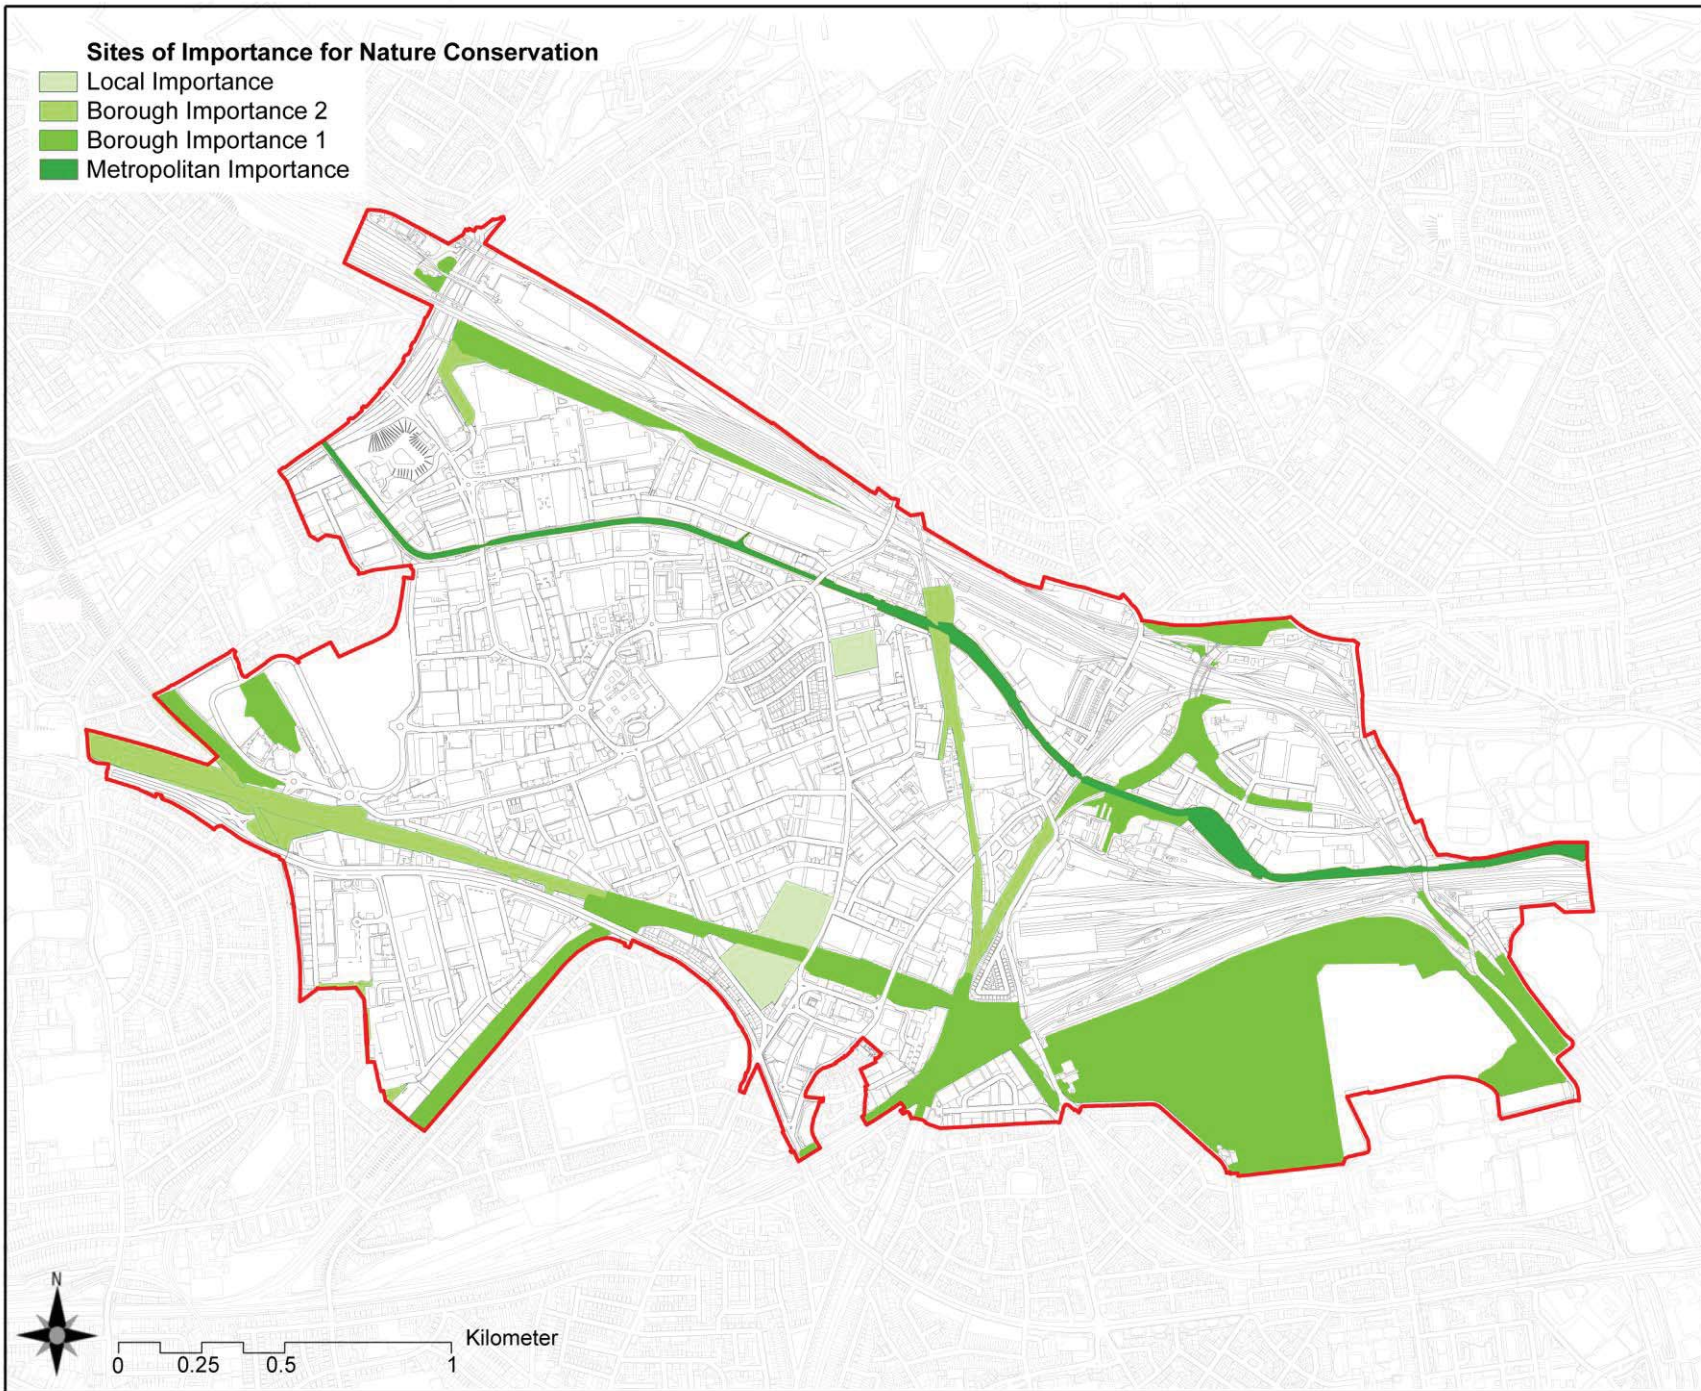 Sites of Importance for Nature Conservation
Local Importance
Borough Importance 2
Borough Importance 1
Metropolitan Importance
N
Kilometer
0 0.25 0.5 1